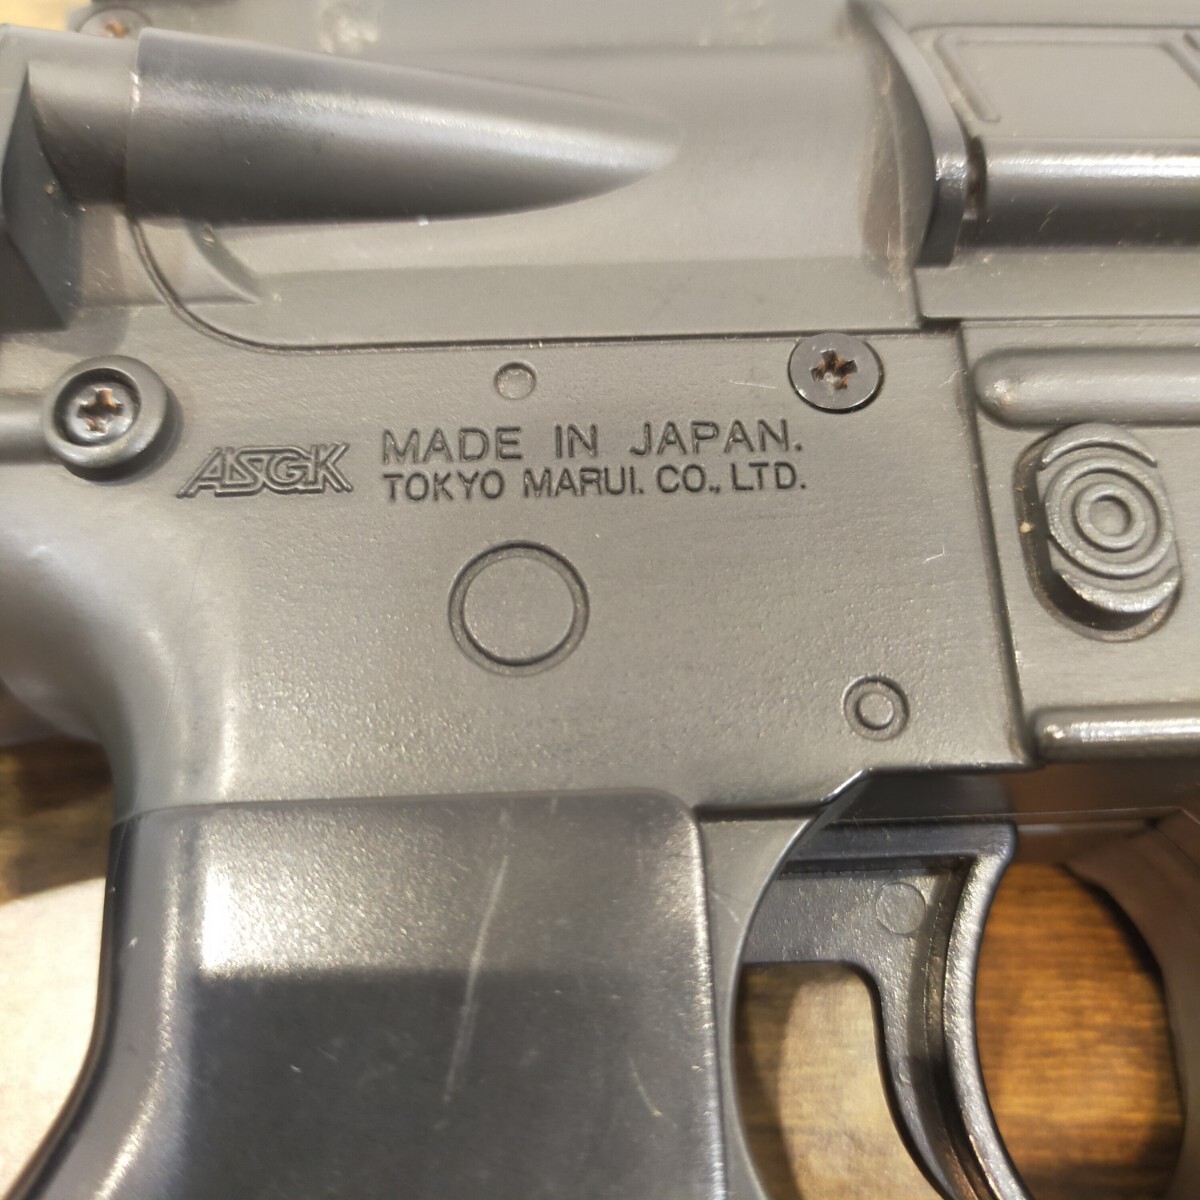 ASGK
MADE IN JAPAN.
TOKYO MARUI. CO., LTD.